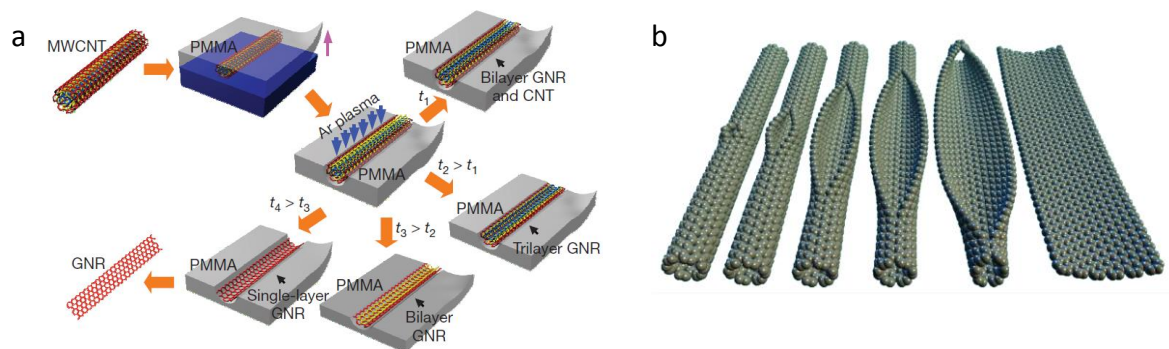 a
MWCNT
PMMA
PMMA
Bilayer GNR
and CNT
t₁
Ar plasma
PMMA
t₂ > t₁
PMMA
Trilayer GNR
t₄ > t₃
t₃ > t₂
GNR
PMMA
Single-layer
GNR
PMMA
Bilayer
GNR
b